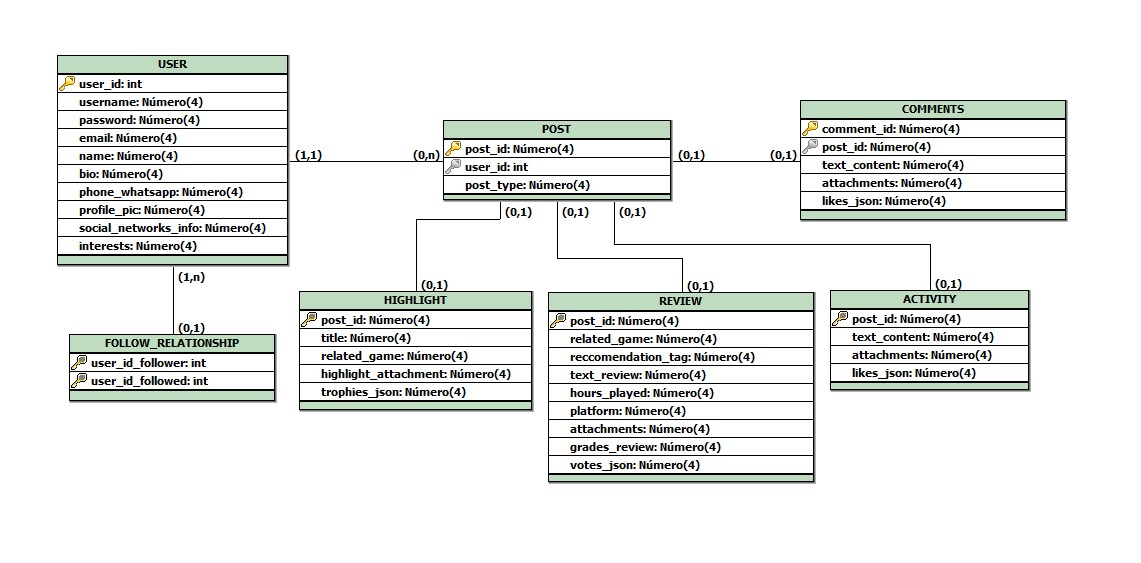 USER
user_id: int
username: Número(4)
password: Número(4)
email: Número(4)
name: Número(4)
bio: Número(4)
phone_whatsapp: Número(4)
profile_pic: Número(4)
social_networks_info: Número(4)
interests: Número(4)
(1,1)
(0,n)
POST
post_id: Número(4)
user_id: int
post_type: Número(4)
(0,1)
(0,1)
COMMENTS
comment_id: Número(4)
post_id: Número(4)
text_content: Número(4)
attachments: Número(4)
likes_json: Número(4)
(0,1)
(0,1)
(0,1)
(1,n)
(0,1)
FOLLOW_RELATIONSHIP
user_id_follower: int
user_id_followed: int
(0,1)
HIGHLIGHT
post_id: Número(4)
title: Número(4)
related_game: Número(4)
highlight_attachment: Número(4)
trophies_json: Número(4)
(0,1)
REVIEW
post_id: Número(4)
related_game: Número(4)
reccomendation_tag: Número(4)
text_review: Número(4)
hours_played: Número(4)
platform: Número(4)
attachments: Número(4)
grades_review: Número(4)
votes_json: Número(4)
(0,1)
ACTIVITY
post_id: Número(4)
text_content: Número(4)
attachments: Número(4)
likes_json: Número(4)